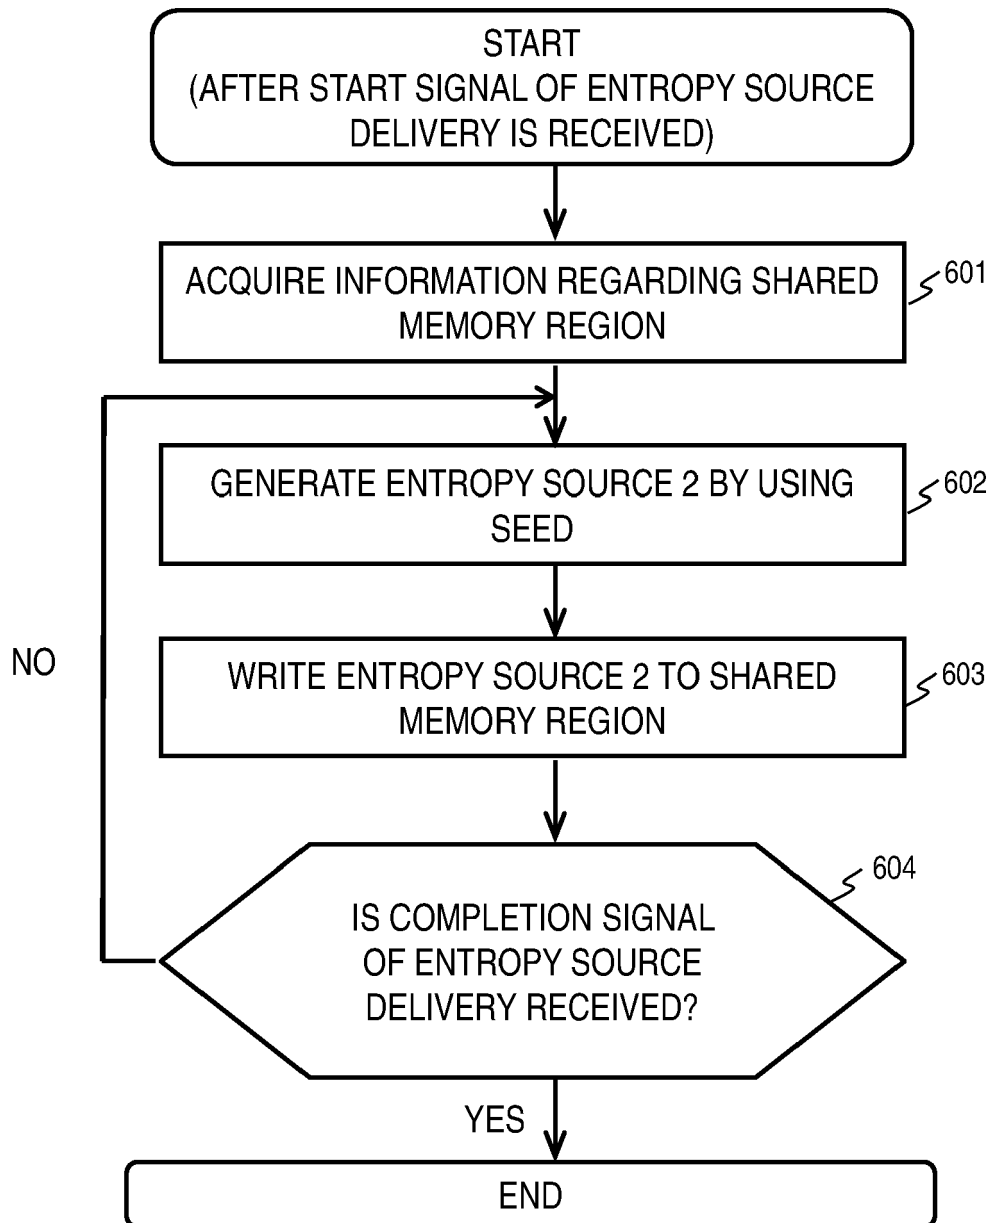 START
(AFTER START SIGNAL OF ENTROPY SOURCE
DELIVERY IS RECEIVED)
ACQUIRE INFORMATION REGARDING SHARED
MEMORY REGION
601
GENERATE ENTROPY SOURCE 2 BY USING
SEED
602
NO
WRITE ENTROPY SOURCE 2 TO SHARED
MEMORY REGION
603
604
IS COMPLETION SIGNAL
OF ENTROPY SOURCE
DELIVERY RECEIVED?
YES
END